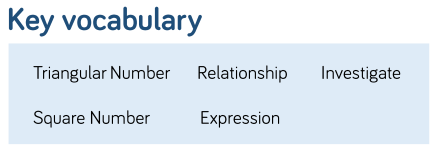 Key vocabulary
Triangular Number Relationship Investigate
Square Number Expression